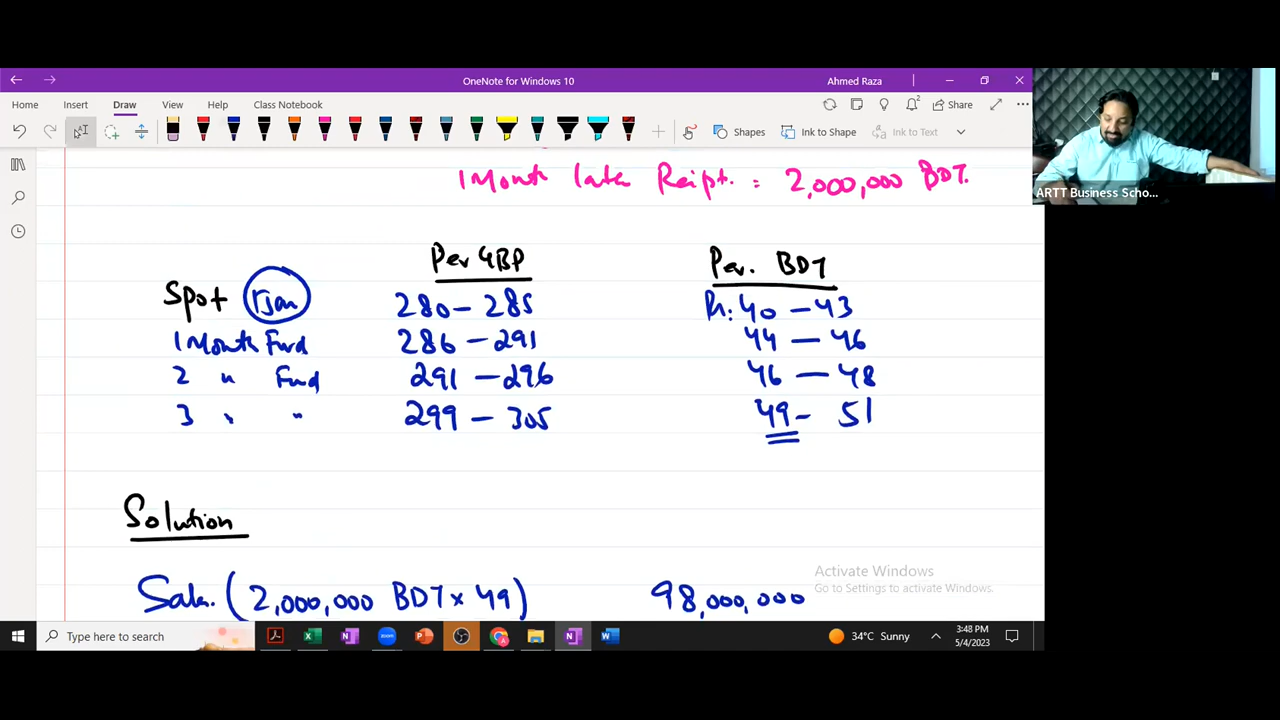 OneNote for Windows 10
Ahmed Raza
Home Insert Draw View Help Class Notebook
Share
Shapes Ink to Shape Ink to Text
1 Month later Reipt. = 2,000,000 BDT.
ARTT Business Scho...
Per GBP Per. BDT
Spot
280 - 285 Rs: 40 - 43
1 Month Fwd 286 - 291 44 - 46
2 " Fwd 291 - 296 46 - 48
3 " " 299 - 305 49 - 51
Solution
Activate Windows
Go to Settings to activate Windows.
Sales. (2,000,000 BDT x 49) 98,000,000
Type here to search
34°C Sunny
3:48 PM
5/4/2023